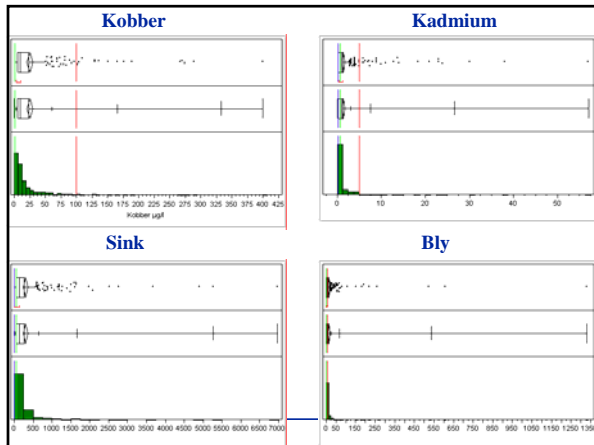 Kobber
Kadmium
0 25 50 75 100 125 150 175 200 225 250 275 300 325 350 375 400 425
Kobber µg/l
0 10 20 30 40 50
Sink
Bly
0 500 1000 1500 2000 2500 3000 3500 4000 4500 5000 5500 6000 6500 7000
0 50 150 250 350 450 550 650 750 850 950 1050 1150 1250 1350